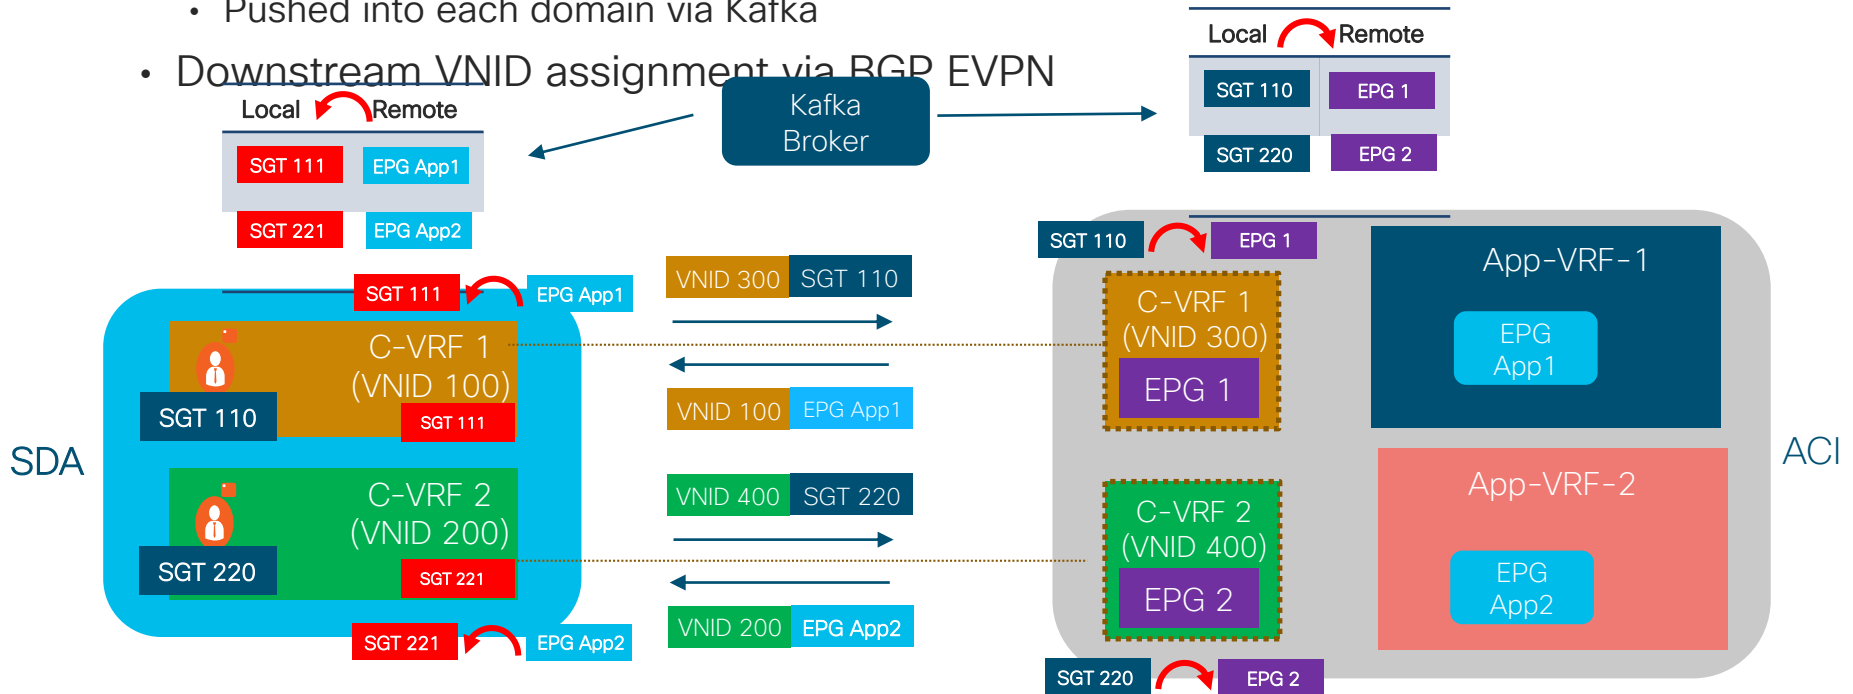 • Pushed into each domain via Kafka
• Downstream VNID assignment via BGP EVPN
Local Remote
SGT 111 EPG App1
SGT 221 EPG App2
Kafka
Broker
Local Remote
SGT 110 EPG 1
SGT 220 EPG 2
SDA
SGT 111 EPG App1
C-VRF 1
(VNID 100)
SGT 110
SGT 111
C-VRF 2
(VNID 200)
SGT 220
SGT 221
SGT 221 EPG App2
VNID 300 SGT 110
VNID 100 EPG App1
VNID 400 SGT 220
VNID 200 EPG App2
SGT 110 EPG 1
C-VRF 1
(VNID 300)
EPG 1
C-VRF 2
(VNID 400)
EPG 2
SGT 220 EPG 2
App-VRF-1
EPG
App1
App-VRF-2
EPG
App2
ACI